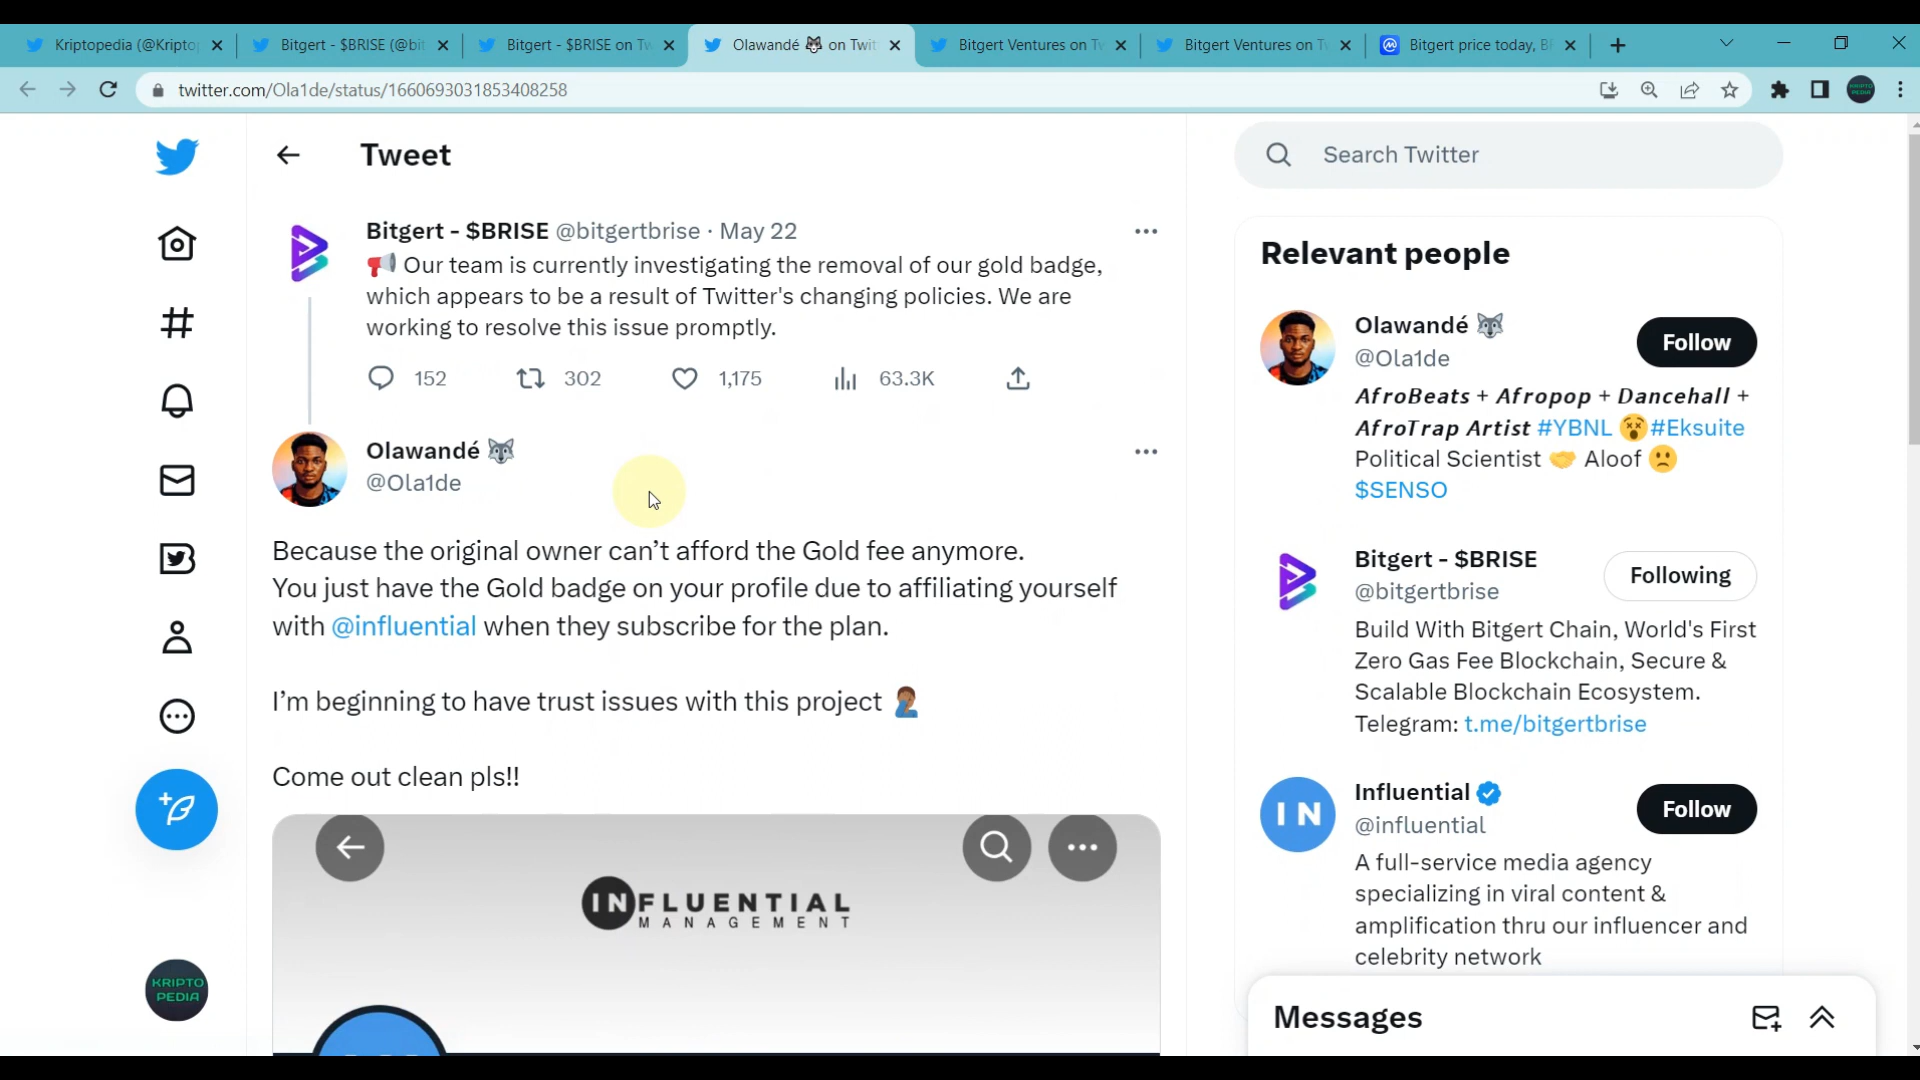 Kriptopedia (@Kripto
Bitgert - $BRISE (@bit
Bitgert - $BRISE on Tw
Olawandé 🐺 on Twit
Bitgert Ventures on Tw
Bitgert Ventures on Tw
Bitgert price today, BR
twitter.com/Ola1de/status/1660693031853408258
Tweet
Search Twitter
Bitgert - $BRISE @bitgertbrise · May 22
📢 Our team is currently investigating the removal of our gold badge,
which appears to be a result of Twitter's changing policies. We are
working to resolve this issue promptly.
152 302 1,175 63.3K
Olawandé 🐺
@Ola1de
Because the original owner can’t afford the Gold fee anymore.
You just have the Gold badge on your profile due to affiliating yourself
with @influential when they subscribe for the plan.
I’m beginning to have trust issues with this project 🤦🏾‍♂️
Come out clean pls!!
INFLUENTIAL
MANAGEMENT
Relevant people
Olawandé 🐺
@Ola1de
Follow
AfroBeats + Afropop + Dancehall +
AfroTrap Artist #YBNL 😵#Eksuite
Political Scientist 🤝 Aloof 🙁
$SENSO
Bitgert - $BRISE
@bitgertbrise
Following
Build With Bitgert Chain, World's First
Zero Gas Fee Blockchain, Secure &
Scalable Blockchain Ecosystem.
Telegram: t.me/bitgertbrise
IN
Influential
@influential
Follow
A full-service media agency
specializing in viral content &
amplification thru our influencer and
celebrity network
Messages
KRIPTO
PEDIA